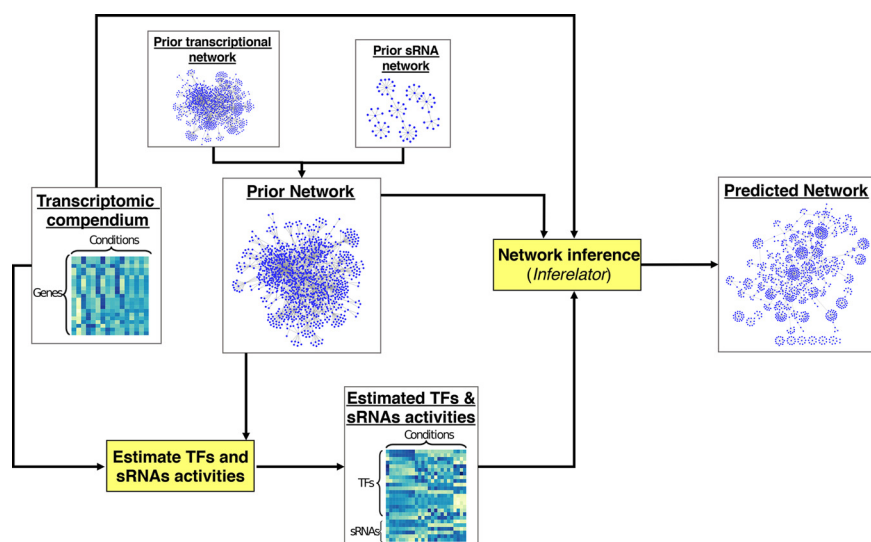 Prior transcriptional
network
Prior sRNA
network
Transcriptomic
compendium
Conditions
Genes
Prior Network
Network inference
(Inferelator)
Predicted Network
Estimate TFs and
sRNAs activities
Estimated TFs &
sRNAs activities
Conditions
TFs
sRNAs